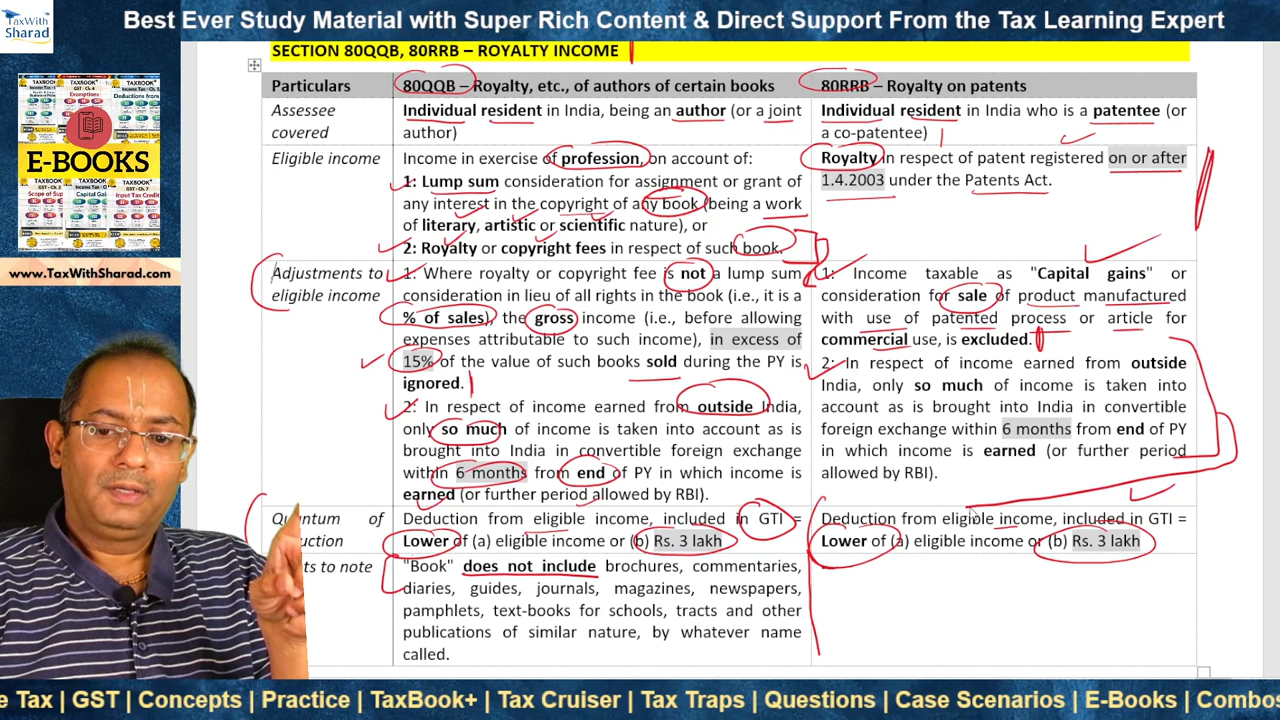 Best Ever Study Material with Super Rich Content & Direct Support From the Tax Learning Expert
TaxWith
Sharad
SECTION 80QQB, 80RRB – ROYALTY INCOME
Particulars
80QQB – Royalty, etc., of authors of certain books
80RRB – Royalty on patents
Assessee
covered
Individual resident in India, being an author (or a joint
author)
Individual resident in India who is a patentee (or
a co-patentee)
Eligible income
Income in exercise of profession, on account of:
1: Lump sum consideration for assignment or grant of
any interest in the copyright of any book (being a work
of literary, artistic or scientific nature), or
2: Royalty or copyright fees in respect of such book.
Royalty in respect of patent registered on or after
1.4.2003 under the Patents Act.
Adjustments to
eligible income
1: Where royalty or copyright fee is not a lump sum
consideration in lieu of all rights in the book (i.e., it is a
% of sales), the gross income (i.e., before allowing
expenses attributable to such income), in excess of
15% of the value of such books sold during the PY is
ignored.
2: In respect of income earned from outside India,
only so much of income is taken into account as is
brought into India in convertible foreign exchange
within 6 months from end of PY in which income is
earned (or further period allowed by RBI).
1: Income taxable as "Capital gains" or
consideration for sale of product manufactured
with use of patented process or article for
commercial use, is excluded.
2: In respect of income earned from outside
India, only so much of income is taken into
account as is brought into India in convertible
foreign exchange within 6 months from end of PY
in which income is earned (or further period
allowed by RBI).
of
Deduction from eligible income, included in GTI =
Lower of (a) eligible income or (b) Rs. 3 lakh
Deduction from eligible income, included in GTI =
Lower of (a) eligible income or (b) Rs. 3 lakh
to note
"Book" does not include brochures, commentaries,
diaries, guides, journals, magazines, newspapers,
pamphlets, text-books for schools, tracts and other
publications of similar nature, by whatever name
called.
E-BOOKS
www.TaxWithSharad.com
e Tax | GST | Concepts | Practice | TaxBook+ | Tax Cruiser | Tax Traps | Questions | Case Scenarios | E-Books | Combo